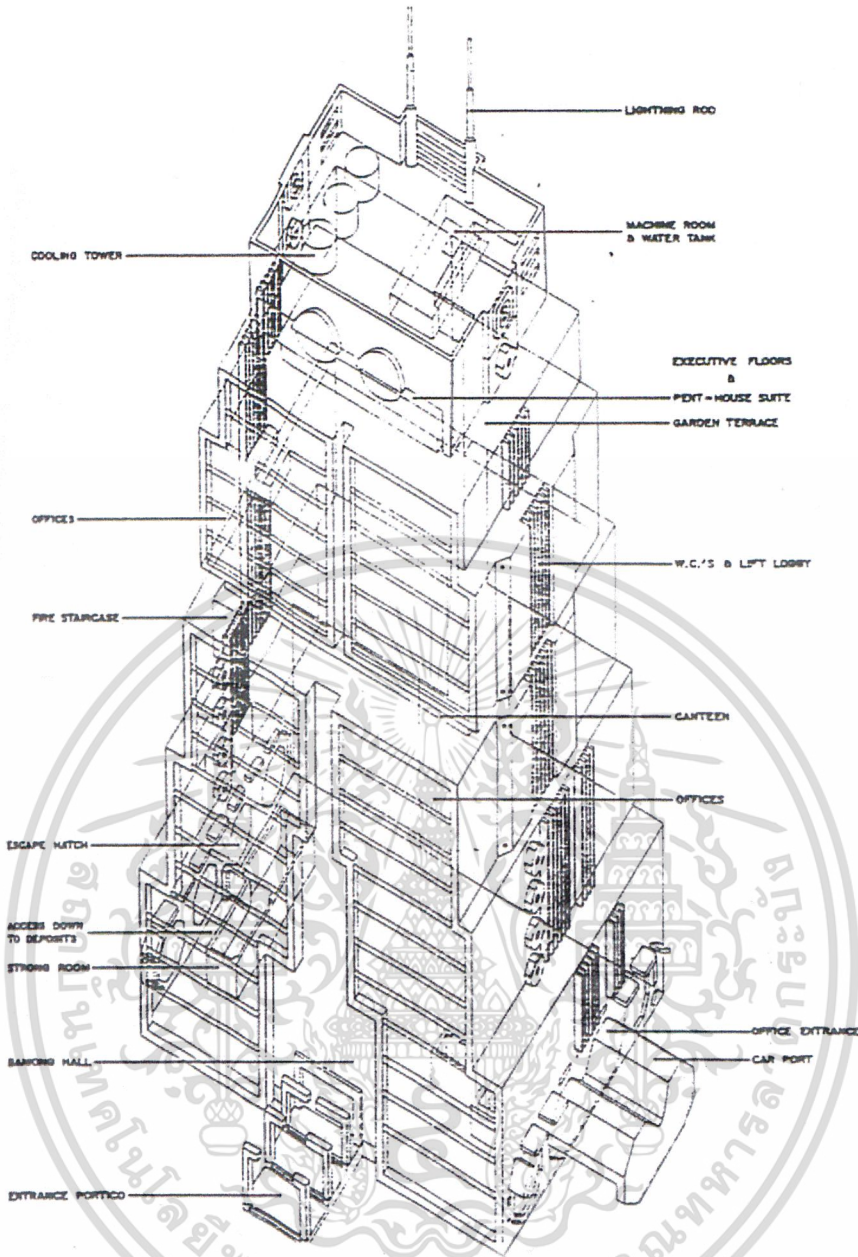 LIGHTNING ROD
MACHINE ROOM
& WATER TANK
COOLING TOWER
EXECUTIVE FLOORS
&
PENT-HOUSE SUITE
GARDEN TERRACE
OFFICES
W.C.'S & LIFT LOBBY
FIRE STAIRCASE
CANTEEN
OFFICES
ESCAPE HATCH
ACCESS DOWN
TO DEPOSITS
STRONG ROOM
OFFICE ENTRANCE
BANKING HALL
CAR PORT
ENTRANCE PORTICO